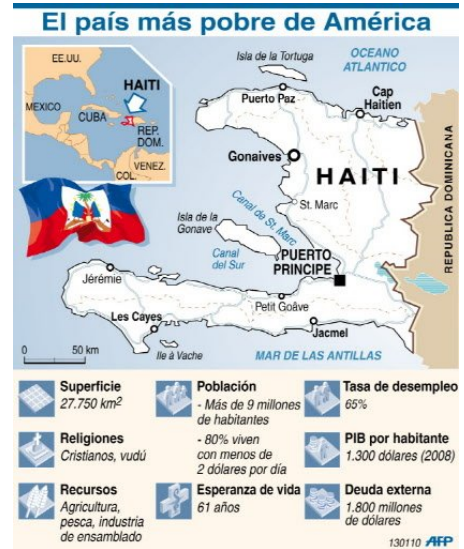 El país más pobre de América
EE.UU.
MEXICO
CUBA
HAITI
REP.
DOM.
VENEZ.
COL.
Isla de la Tortuga
OCEANO
ATLANTICO
Puerto Paz
Cap
Haitien
Gonaives
HAITI
St. Marc
REPUBLICA DOMINICANA
Isla de la
Gonave
Canal de St. Marc
Canal
del Sur
PUERTO
PRINCIPE
Jérémie
Petit Goâve
Les Cayes
Jacmel
Ile à Vache
MAR DE LAS ANTILLAS
0 50 km
Superficie
27.750 km²
Religiones
Cristianos, vudú
Recursos
Agricultura,
pesca, industria
de ensamblado
Población
- Más de 9 millones
de habitantes
- 80% viven
con menos de
2 dólares por día
Esperanza de vida
61 años
Tasa de desempleo
65%
PIB por habitante
1.300 dólares (2008)
Deuda externa
1.800 millones
de dólares
130110 AFP